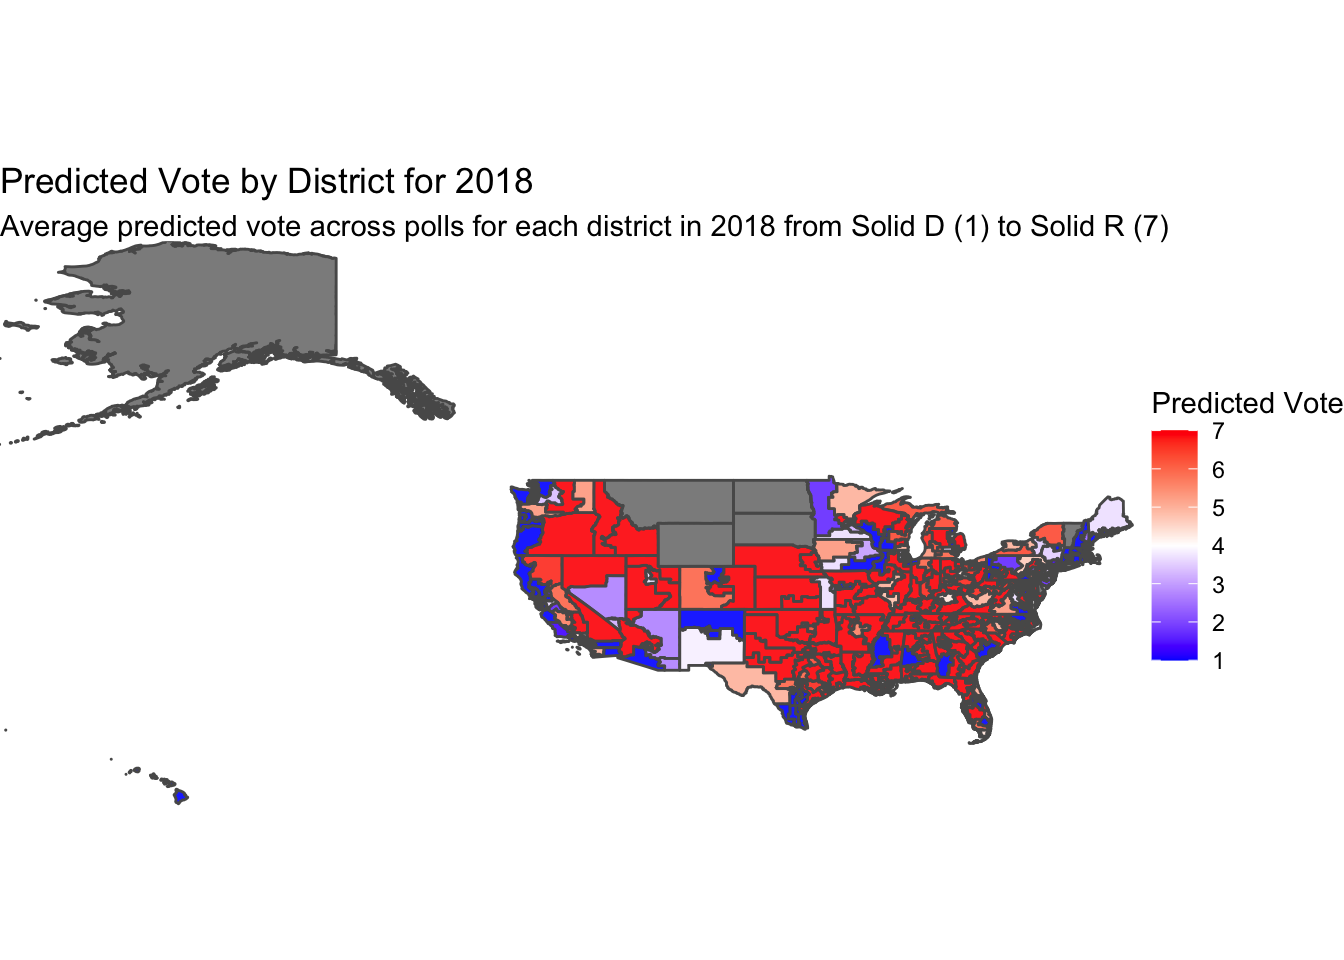 Predicted Vote by District for 2018
Average predicted vote across polls for each district in 2018 from Solid D (1) to Solid R (7)
Predicted Vote
7
6
5
4
3
2
1